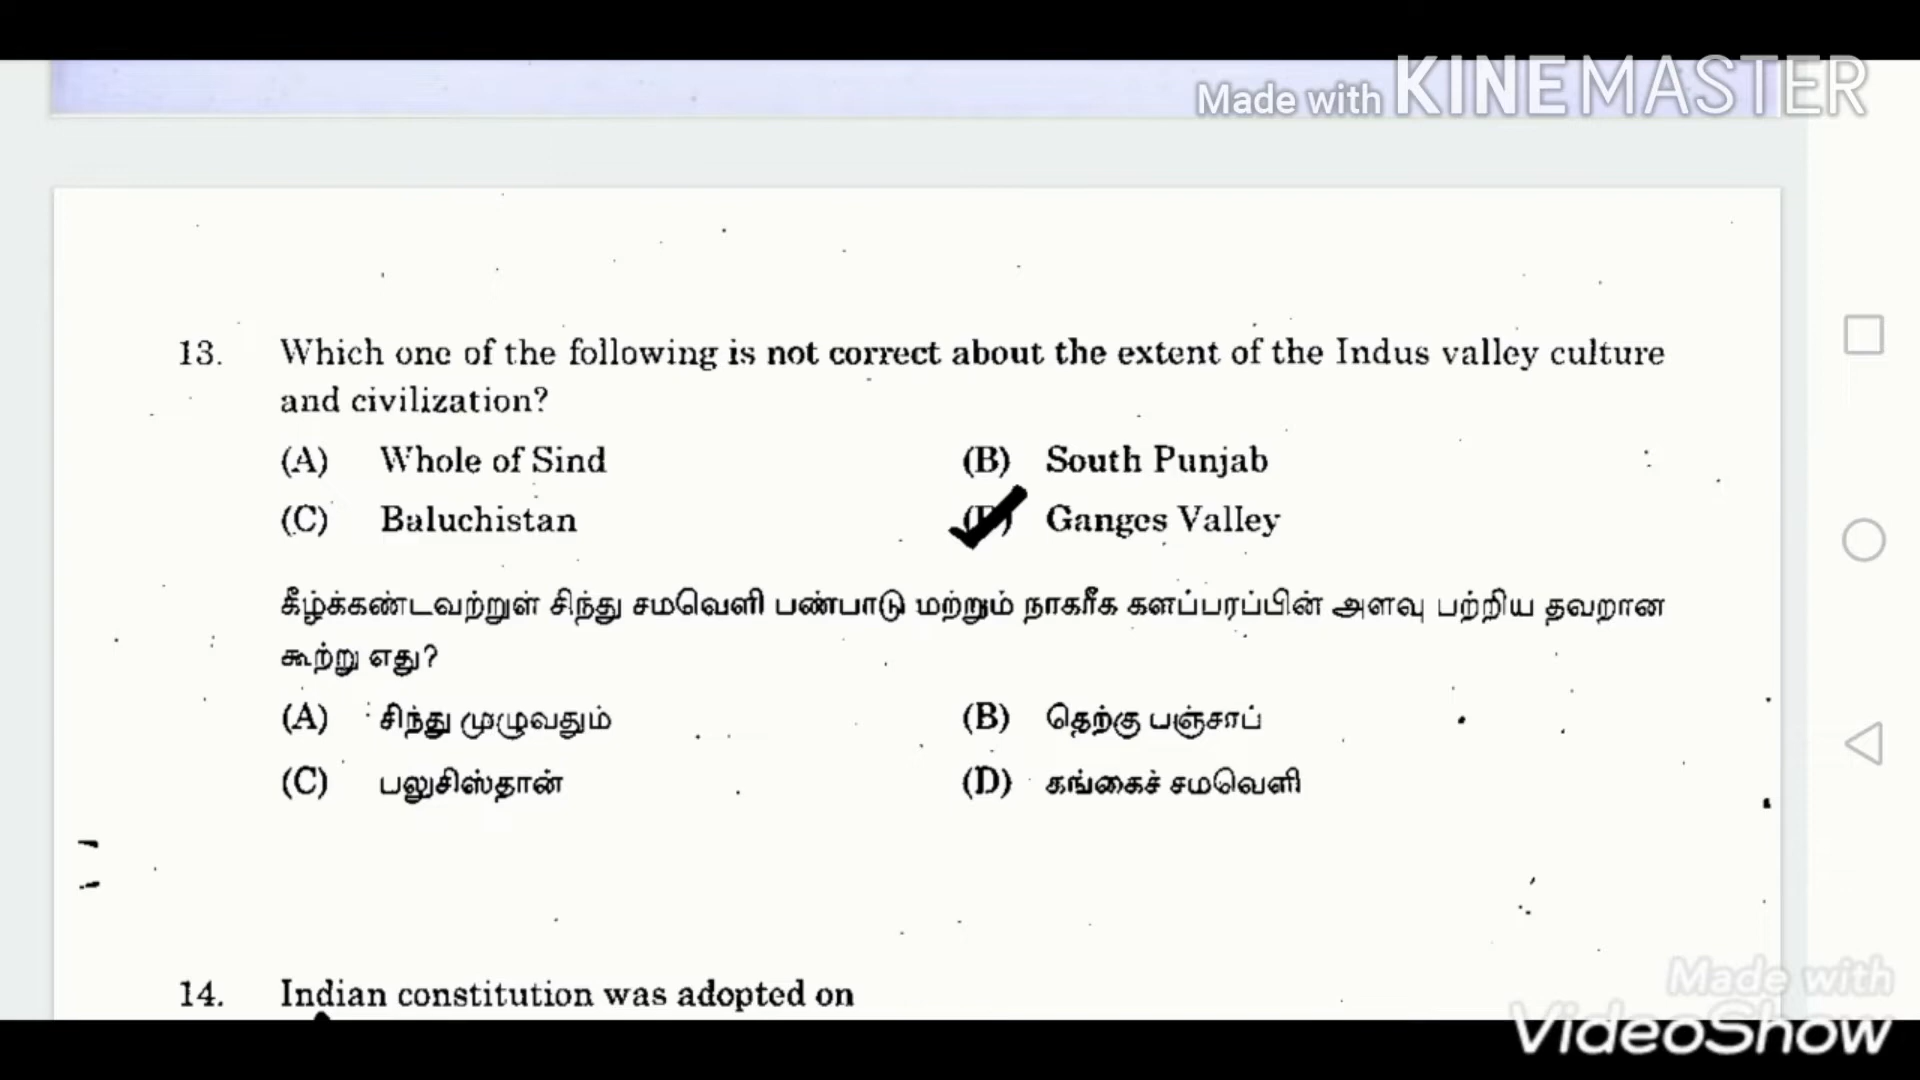 Made with KINEMASTER
13. Which one of the following is not correct about the extent of the Indus valley culture
and civilization?
(A) Whole of Sind (B) South Punjab
(C) Baluchistan (D) Ganges Valley
கீழ்க்கண்டவற்றுள் சிந்து சமவெளி பண்பாடு மற்றும் நாகரீக களப்பரப்பின் அளவு பற்றிய தவறான
கூற்று எது?
(A) சிந்து முழுவதும் (B) தெற்கு பஞ்சாப்
(C) பலுசிஸ்தான் (D) கங்கைச் சமவெளி
14. Indian constitution was adopted on
Made with
VideoShow